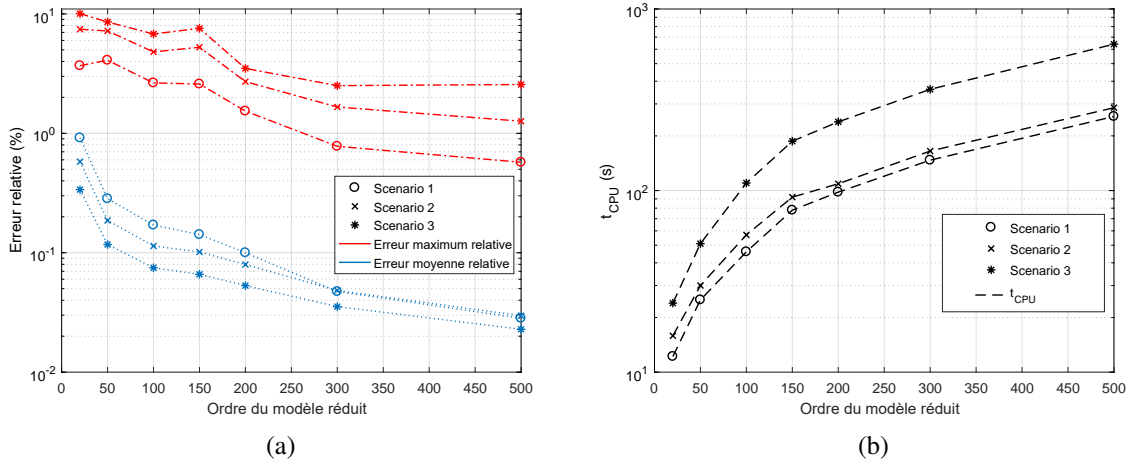 10^1
10^0
10^-1
10^-2
Erreur relative (%)
0 50 100 150 200 250 300 350 400 450 500
Ordre du modèle réduit
Scenario 1
Scenario 2
Scenario 3
Erreur maximum relative
Erreur moyenne relative
(a)
10^3
10^2
10^1
t_CPU (s)
0 50 100 150 200 250 300 350 400 450 500
Ordre du modèle réduit
Scenario 1
Scenario 2
Scenario 3
t_CPU
(b)